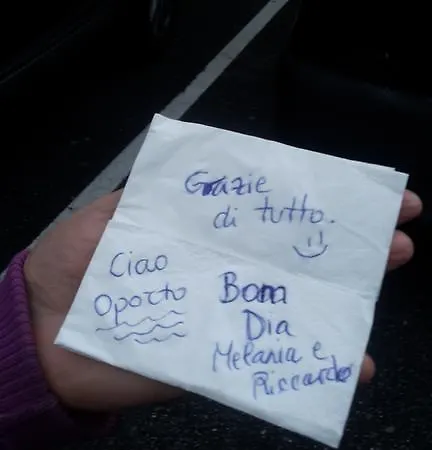 Grazie
di tutto.
Ciao
Oporto
Bom
Dia
Melania e
Riccardo